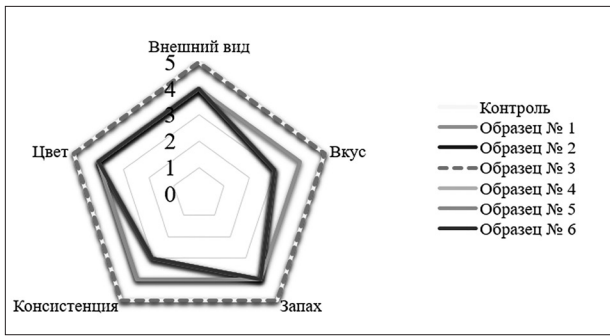 Внешний вид
5
4
3
2
1
0
Цвет
Вкус
Консистенция
Запах
Контроль
Образец № 1
Образец № 2
Образец № 3
Образец № 4
Образец № 5
Образец № 6